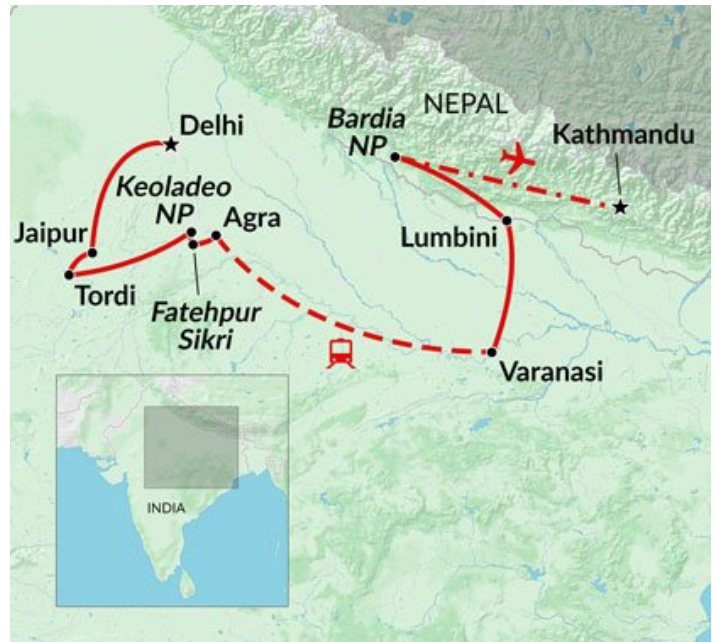 NEPAL
Bardia
NP
Kathmandu
Delhi
Keoladeo
NP
Agra
Jaipur
Lumbini
Tordi
Fatehpur
Sikri
Varanasi
INDIA